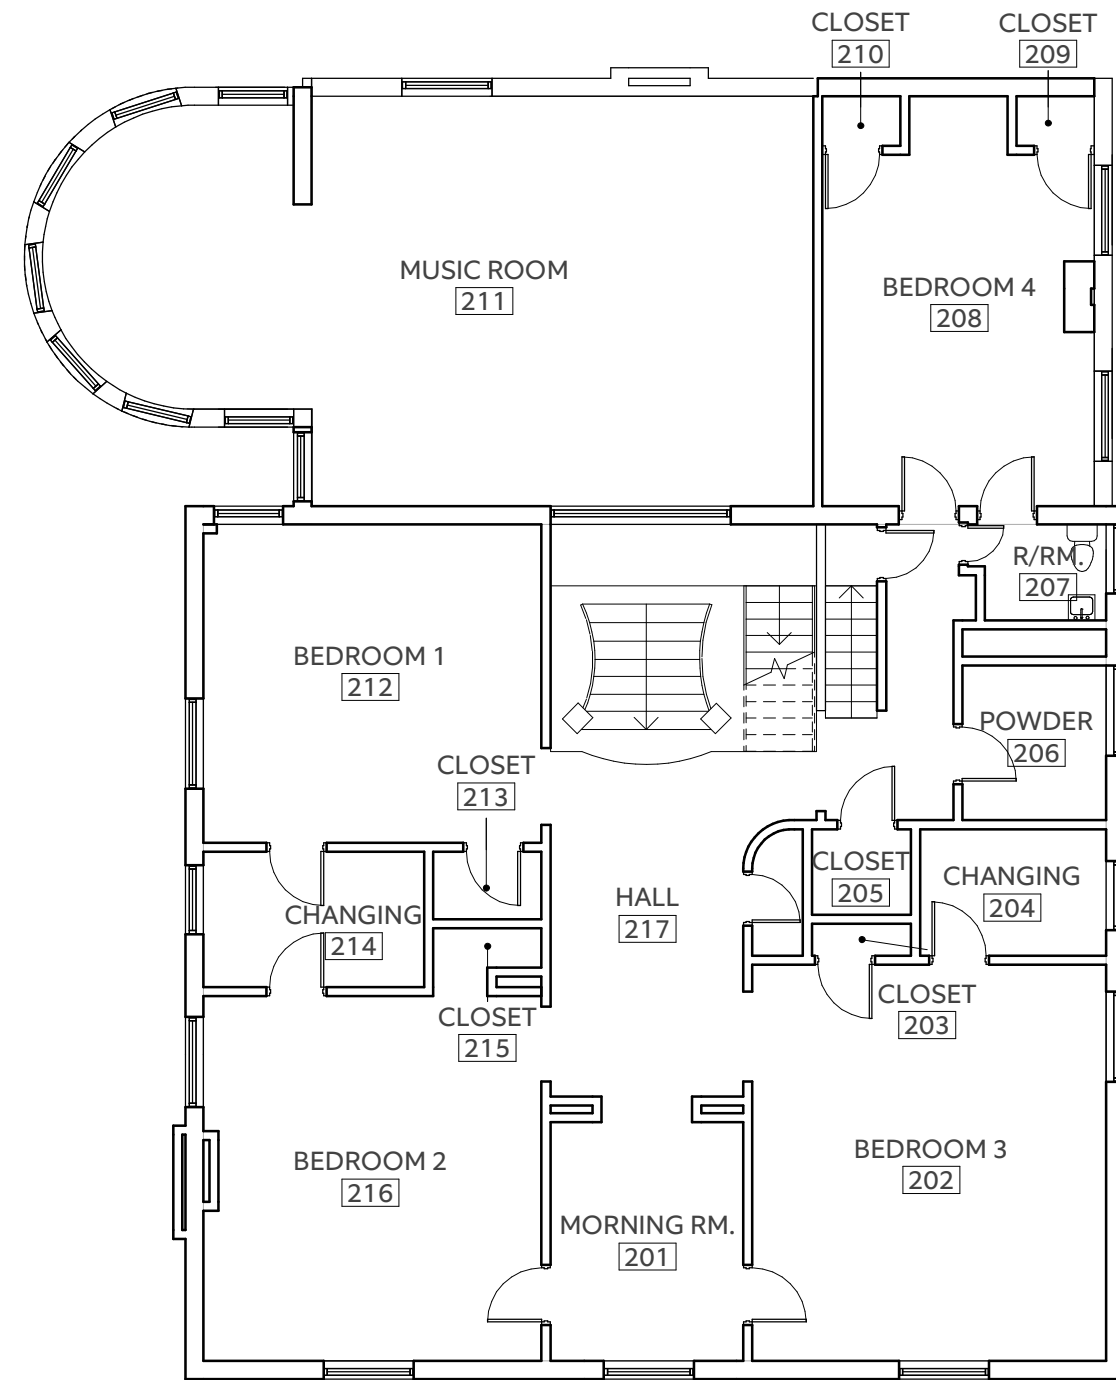 CLOSET
210
CLOSET
209
MUSIC ROOM
211
BEDROOM 4
208
R/RM
207
BEDROOM 1
212
POWDER
206
CLOSET
213
CLOSET
205
CHANGING
204
HALL
217
CHANGING
214
CLOSET
203
CLOSET
215
BEDROOM 2
216
BEDROOM 3
202
MORNING RM.
201